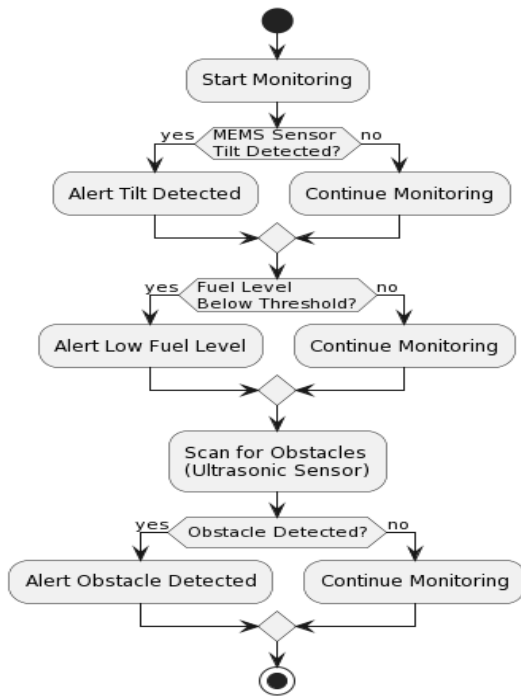 Start Monitoring
yes
MEMS Sensor
Tilt Detected?
no
Alert Tilt Detected
Continue Monitoring
yes
Fuel Level
Below Threshold?
no
Alert Low Fuel Level
Continue Monitoring
Scan for Obstacles
(Ultrasonic Sensor)
yes
Obstacle Detected?
no
Alert Obstacle Detected
Continue Monitoring